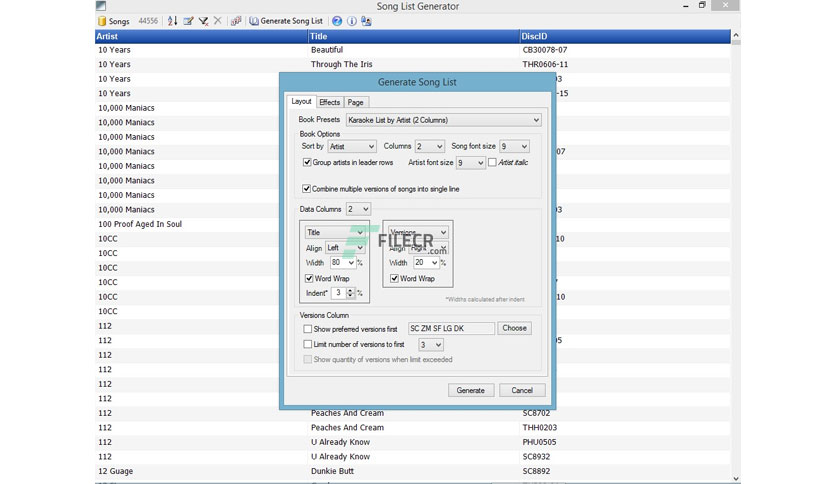 Song List Generator
Songs 44556 Generate Song List
Artist Title DiscID
10 Years Beautiful CB30078-07
10 Years Through The Iris THR0606-11
10 Years 03
10 Years -15
10,000 Maniacs
10,000 Maniacs
10,000 Maniacs
10,000 Maniacs 07
10,000 Maniacs
10,000 Maniacs
10,000 Maniacs
10,000 Maniacs 03
100 Proof Aged In Soul
10CC 10
10CC
10CC
10CC
10CC 10
10CC
112
112 05
112
112
112
112
112 Peaches And Cream SC8702
112 Peaches And Cream THH0203
112 U Already Know PHU0505
112 U Already Know SC8932
12 Guage Dunkie Butt SC8892
Generate Song List
Layout Effects Page
Book Presets Karaoke List by Artist (2 Columns)
Book Options
Sort by Artist Columns 2 Song font size 9
Group artists in leader rows Artist font size 9 Artist italic
Combine multiple versions of songs into single line
Data Columns 2
Title Versions
Align Left Align Right
Width 80 % Width 20 %
Word Wrap Word Wrap
Indent* 3 %
*Widths calculated after indent
FILECR
.com
Versions Column
Show preferred versions first SC ZM SF LG DK Choose
Limit number of versions to first 3
Show quantity of versions when limit exceeded
Generate Cancel